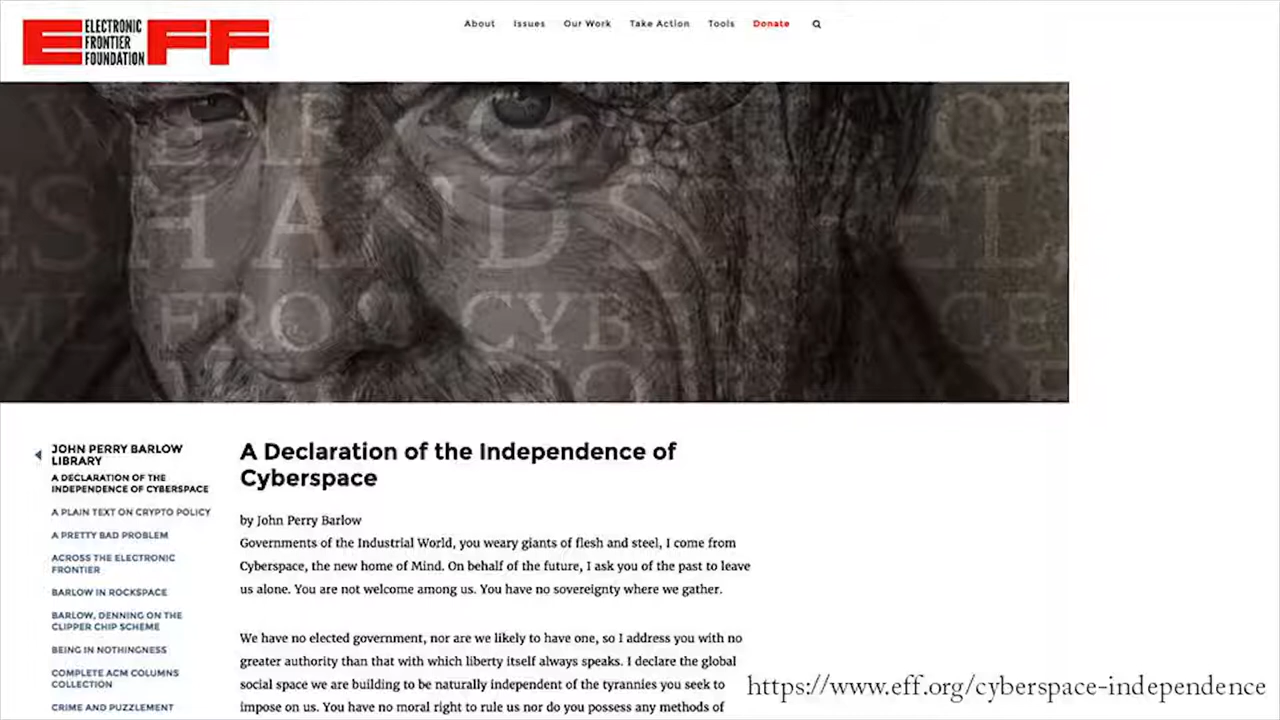 ELECTRONIC
FRONTIER
FOUNDATION
EFF
About Issues Our Work Take Action Tools Donate
HANDS
FROM CYBER
JOHN PERRY BARLOW
LIBRARY
A DECLARATION OF THE
INDEPENDENCE OF CYBERSPACE
A PLAIN TEXT ON CRYPTO POLICY
A PRETTY BAD PROBLEM
ACROSS THE ELECTRONIC
FRONTIER
BARLOW IN ROCKSPACE
BARLOW, DENNING ON THE
CLIPPER CHIP SCHEME
BEING IN NOTHINGNESS
COMPLETE ACM COLUMNS
COLLECTION
CRIME AND PUZZLEMENT
A Declaration of the Independence of
Cyberspace
by John Perry Barlow
Governments of the Industrial World, you weary giants of flesh and steel, I come from
Cyberspace, the new home of Mind. On behalf of the future, I ask you of the past to leave
us alone. You are not welcome among us. You have no sovereignty where we gather.
We have no elected government, nor are we likely to have one, so I address you with no
greater authority than that with which liberty itself always speaks. I declare the global
social space we are building to be naturally independent of the tyrannies you seek to
impose on us. You have no moral right to rule us nor do you possess any methods of
https://www.eff.org/cyberspace-independence